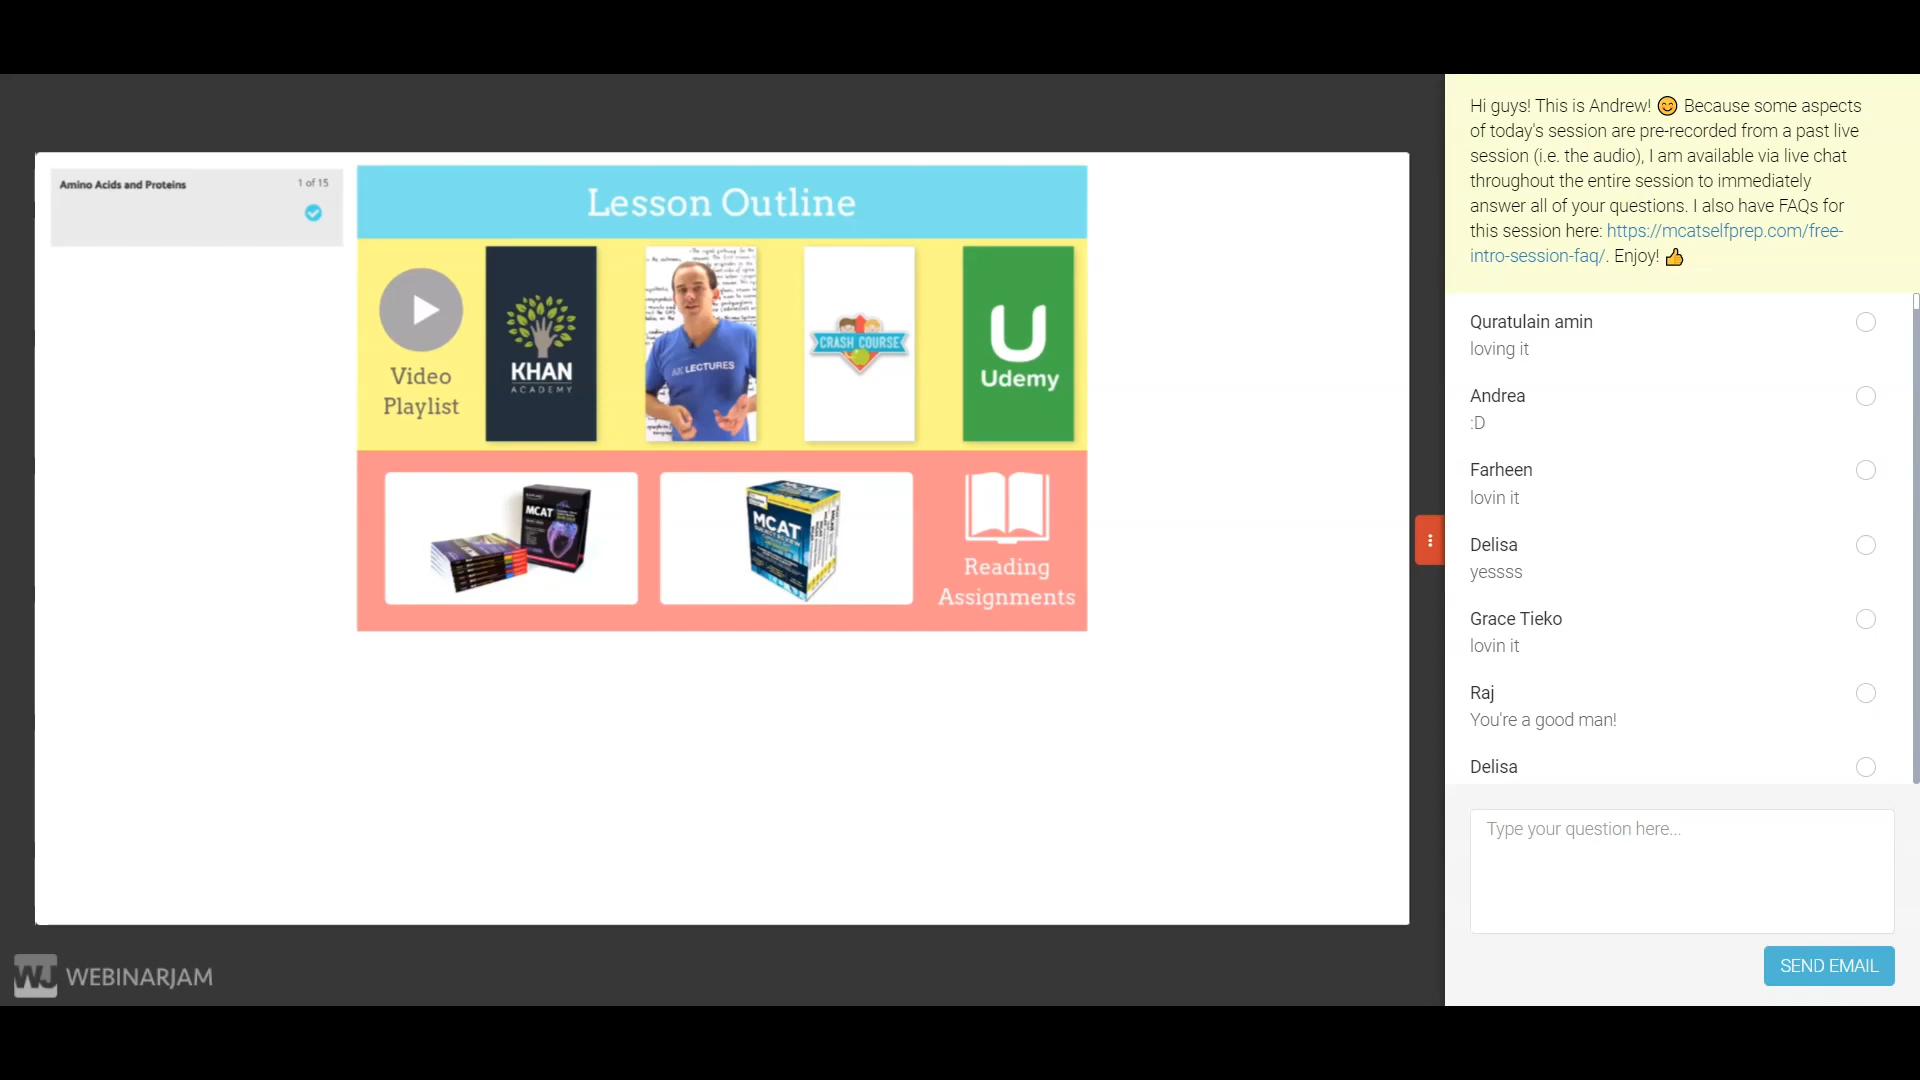 Amino Acids and Proteins
1 of 15
Lesson Outline
Video
Playlist
KHAN
ACADEMY
AK LECTURES
CRASH COURSE
Udemy
MCAT
MCAT
Reading
Assignments
WJ WEBINARJAM
Hi guys! This is Andrew! 😊 Because some aspects
of today's session are pre-recorded from a past live
session (i.e. the audio), I am available via live chat
throughout the entire session to immediately
answer all of your questions. I also have FAQs for
this session here: https://mcatselfprep.com/free-
intro-session-faq/. Enjoy! 👍
Quratulain amin
loving it
Andrea
:D
Farheen
lovin it
Delisa
yessss
Grace Tieko
lovin it
Raj
You're a good man!
Delisa
Type your question here...
SEND EMAIL